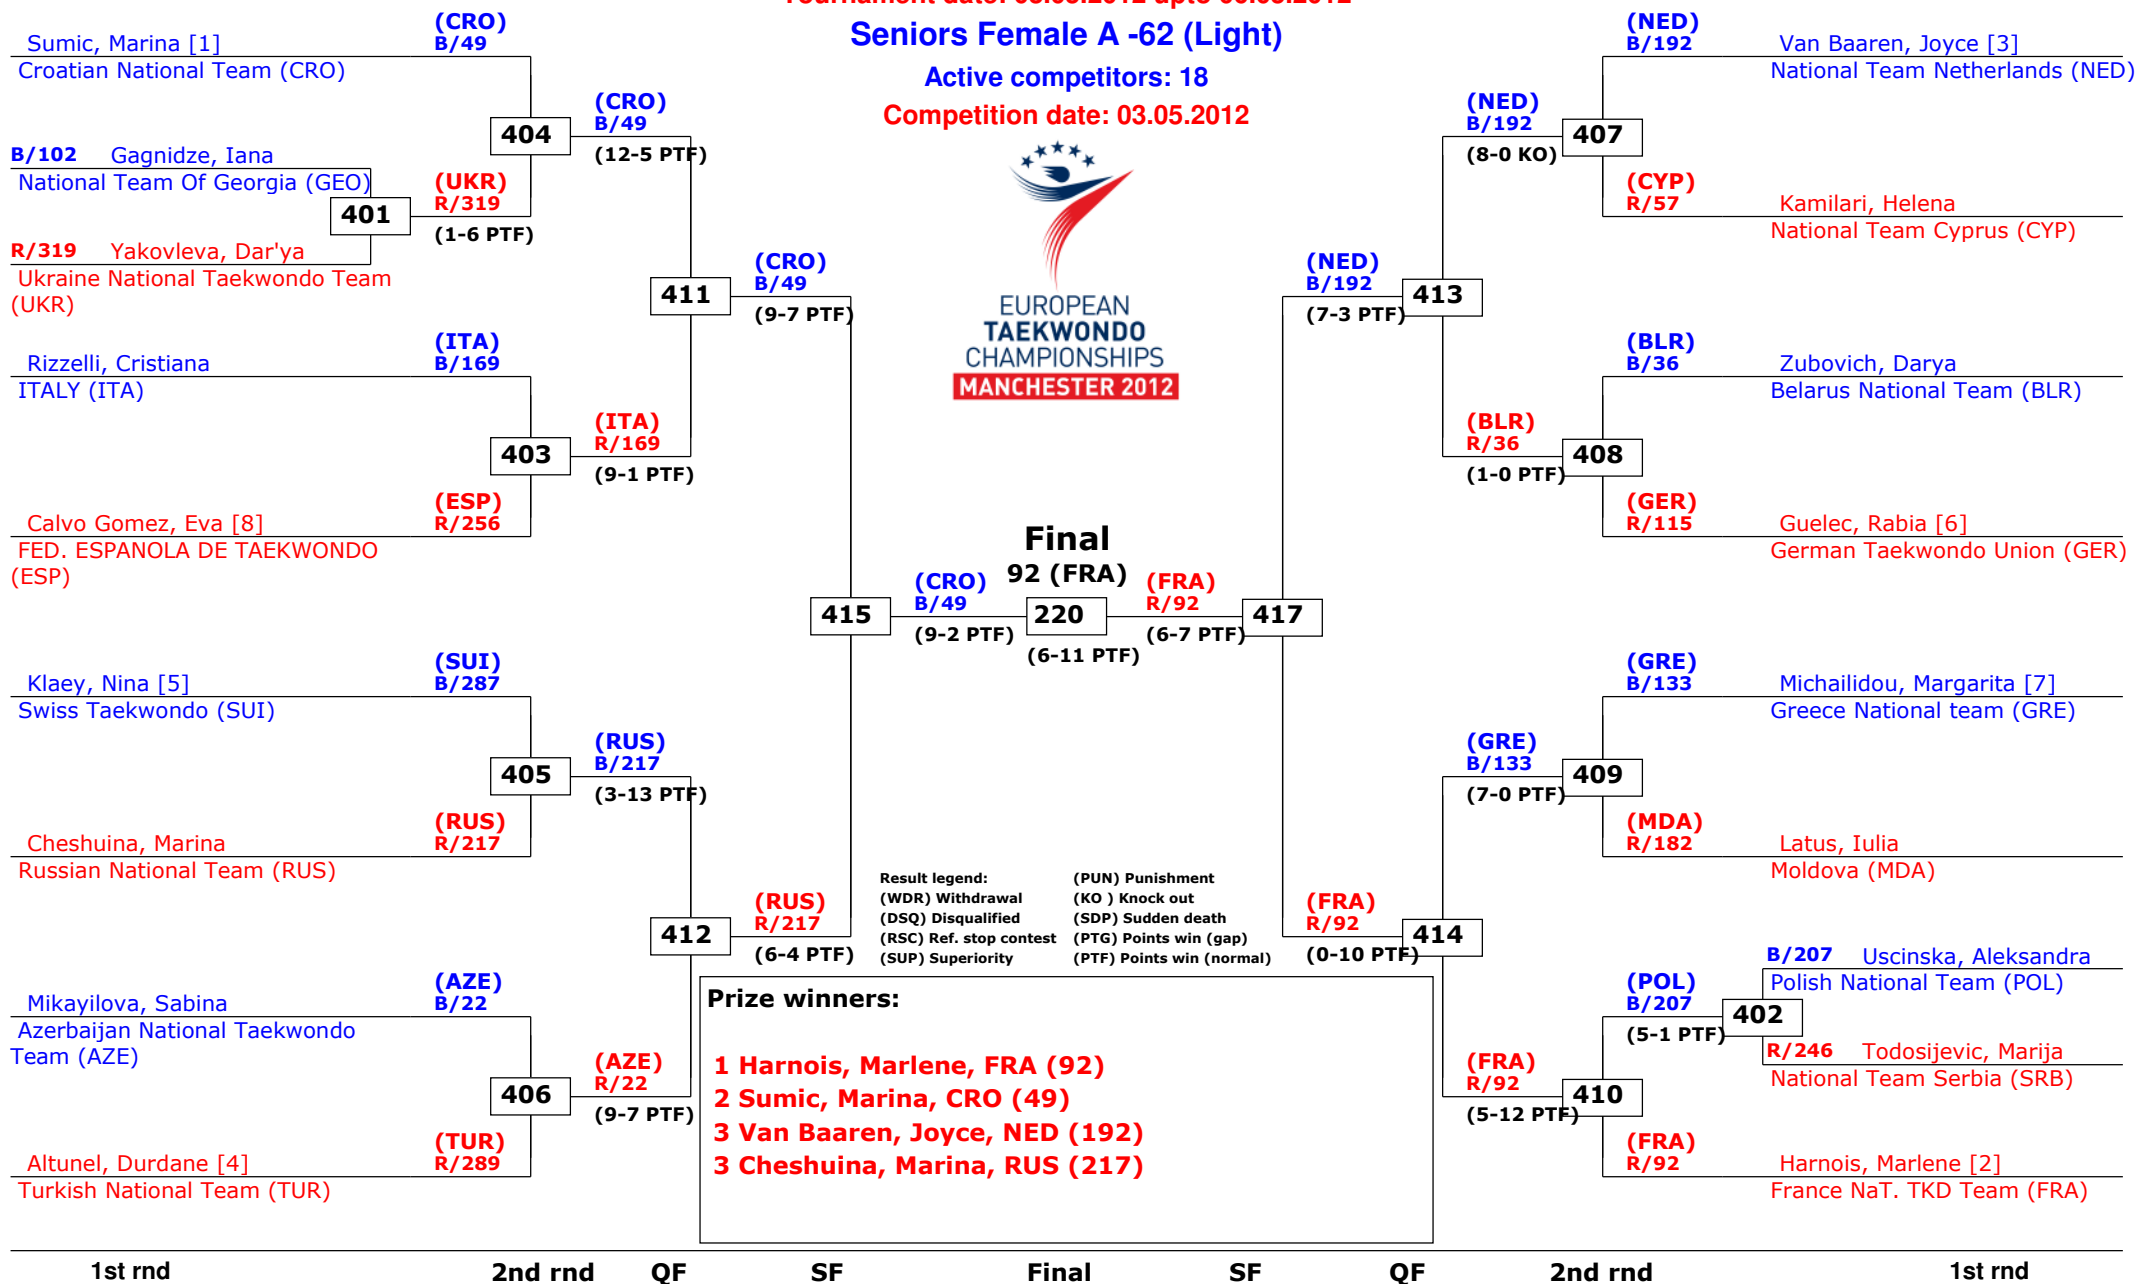 Tournament date: 03.05.2012 upto 06.05.2012
Seniors Female A -62 (Light)
Active competitors: 18
Competition date: 03.05.2012
EUROPEAN
TAEKWONDO
CHAMPIONSHIPS
MANCHESTER 2012
Sumic, Marina [1]
Croatian National Team (CRO)
(CRO)
B/49
B/102 Gagnidze, Iana
National Team Of Georgia (GEO)
401
R/319 Yakovleva, Dar'ya
Ukraine National Taekwondo Team
(UKR)
(UKR)
R/319
(1-6 PTF)
404
(CRO)
B/49
(12-5 PTF)
Rizzelli, Cristiana
ITALY (ITA)
(ITA)
B/169
403
(ITA)
R/169
(9-1 PTF)
Calvo Gomez, Eva [8]
FED. ESPANOLA DE TAEKWONDO
(ESP)
(ESP)
R/256
411
(CRO)
B/49
(9-7 PTF)
Klaey, Nina [5]
Swiss Taekwondo (SUI)
(SUI)
B/287
405
(RUS)
B/217
(3-13 PTF)
Cheshuina, Marina
Russian National Team (RUS)
(RUS)
R/217
412
(RUS)
R/217
(6-4 PTF)
Mikayilova, Sabina
Azerbaijan National Taekwondo
Team (AZE)
(AZE)
B/22
406
(AZE)
R/22
(9-7 PTF)
Altunel, Durdane [4]
Turkish National Team (TUR)
(TUR)
R/289
415
(CRO)
B/49
(9-2 PTF)
Final
92 (FRA)
220
(6-11 PTF)
(FRA)
R/92
(6-7 PTF)
417
(NED)
B/192
Van Baaren, Joyce [3]
National Team Netherlands (NED)
(NED)
B/192
(8-0 KO)
407
(CYP)
R/57
Kamilari, Helena
National Team Cyprus (CYP)
(NED)
B/192
(7-3 PTF)
413
(BLR)
B/36
Zubovich, Darya
Belarus National Team (BLR)
(BLR)
R/36
(1-0 PTF)
408
(GER)
R/115
Guelec, Rabia [6]
German Taekwondo Union (GER)
(GRE)
B/133
Michailidou, Margarita [7]
Greece National team (GRE)
(GRE)
B/133
(7-0 PTF)
409
(MDA)
R/182
Latus, Iulia
Moldova (MDA)
(FRA)
R/92
(0-10 PTF)
414
B/207 Uscinska, Aleksandra
Polish National Team (POL)
(POL)
B/207
(5-1 PTF)
402
R/246 Todosijevic, Marija
National Team Serbia (SRB)
(FRA)
R/92
(5-12 PTF)
410
(FRA)
R/92
Harnois, Marlene [2]
France NaT. TKD Team (FRA)
Result legend:
(WDR) Withdrawal
(DSQ) Disqualified
(RSC) Ref. stop contest
(SUP) Superiority
(PUN) Punishment
(KO ) Knock out
(SDP) Sudden death
(PTG) Points win (gap)
(PTF) Points win (normal)
Prize winners:
1 Harnois, Marlene, FRA (92)
2 Sumic, Marina, CRO (49)
3 Van Baaren, Joyce, NED (192)
3 Cheshuina, Marina, RUS (217)
1st rnd 2nd rnd QF SF Final SF QF 2nd rnd 1st rnd